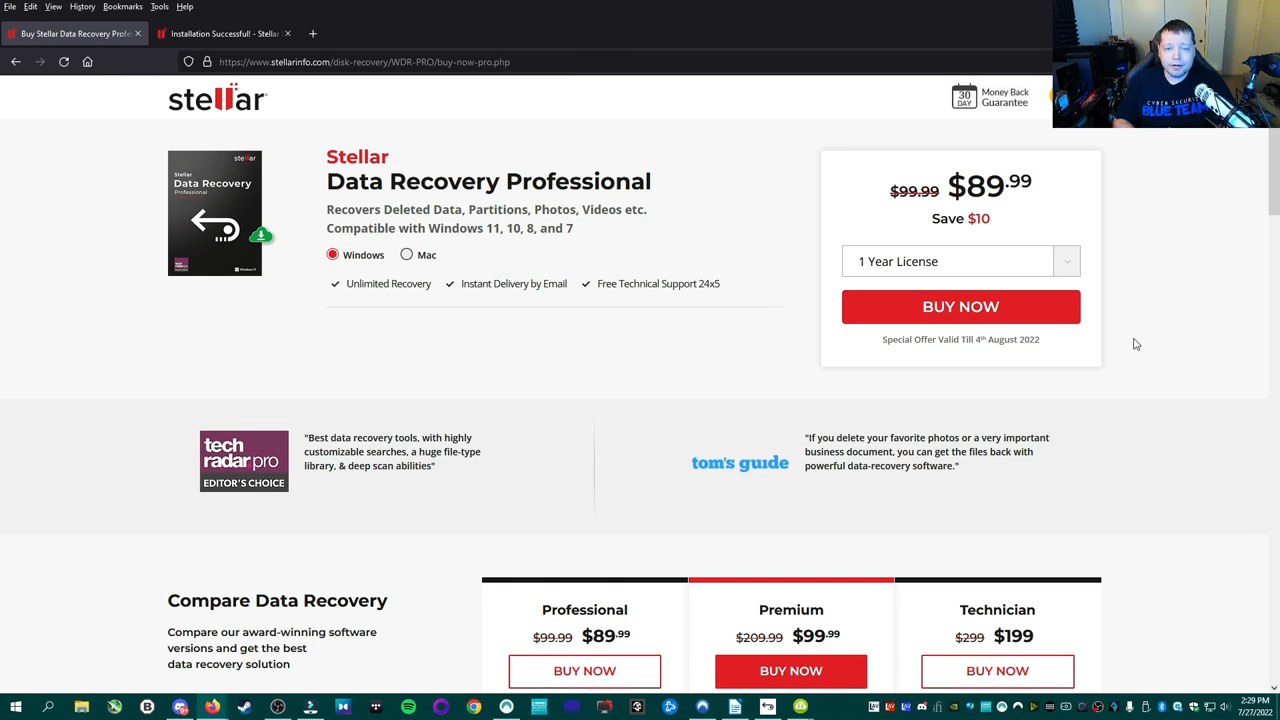 File Edit View History Bookmarks Tools Help
Buy Stellar Data Recovery Profes
Installation Successful! - Stellar
https://www.stellarinfo.com/disk-recovery/WDR-PRO/buy-now-pro.php
stellar
30 DAY
Money Back
Guarantee
CYBER SECURITY
BLUE TEAM
stellar
Stellar
Data Recovery
Professional
Stellar
Data Recovery Professional
Recovers Deleted Data, Partitions, Photos, Videos etc.
Compatible with Windows 11, 10, 8, and 7
Windows Mac
Unlimited Recovery Instant Delivery by Email Free Technical Support 24x5
$99.99 $89.99
Save $10
1 Year License
BUY NOW
Special Offer Valid Till 4th August 2022
tech
radar.pro
EDITOR'S CHOICE
"Best data recovery tools, with highly
customizable searches, a huge file-type
library, & deep scan abilities"
tom's guide
"If you delete your favorite photos or a very important
business document, you can get the files back with
powerful data-recovery software."
Compare Data Recovery
Compare our award-winning software
versions and get the best
data recovery solution
Professional
$99.99 $89.99
BUY NOW
Premium
$209.99 $99.99
BUY NOW
Technician
$299 $199
BUY NOW
2:29 PM
7/27/2022